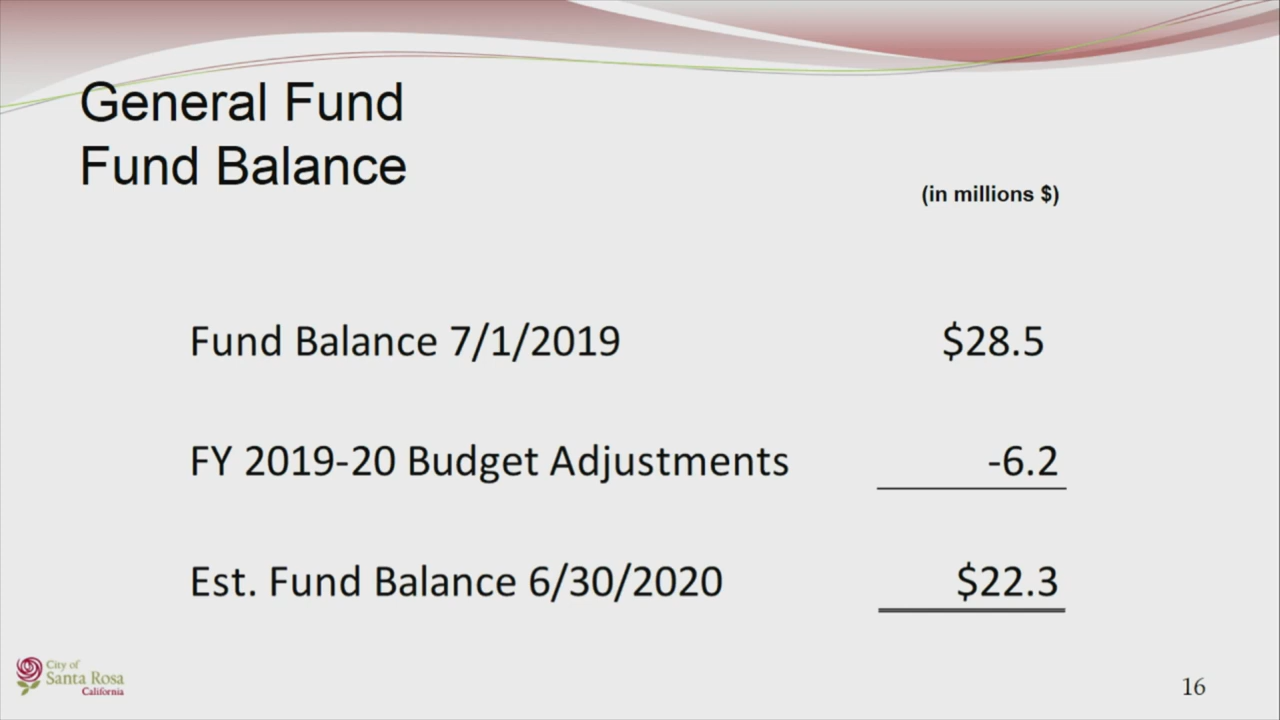 General Fund
Fund Balance
(in millions $)
Fund Balance 7/1/2019 $28.5
FY 2019-20 Budget Adjustments -6.2
Est. Fund Balance 6/30/2020 $22.3
City of
Santa Rosa
California
16